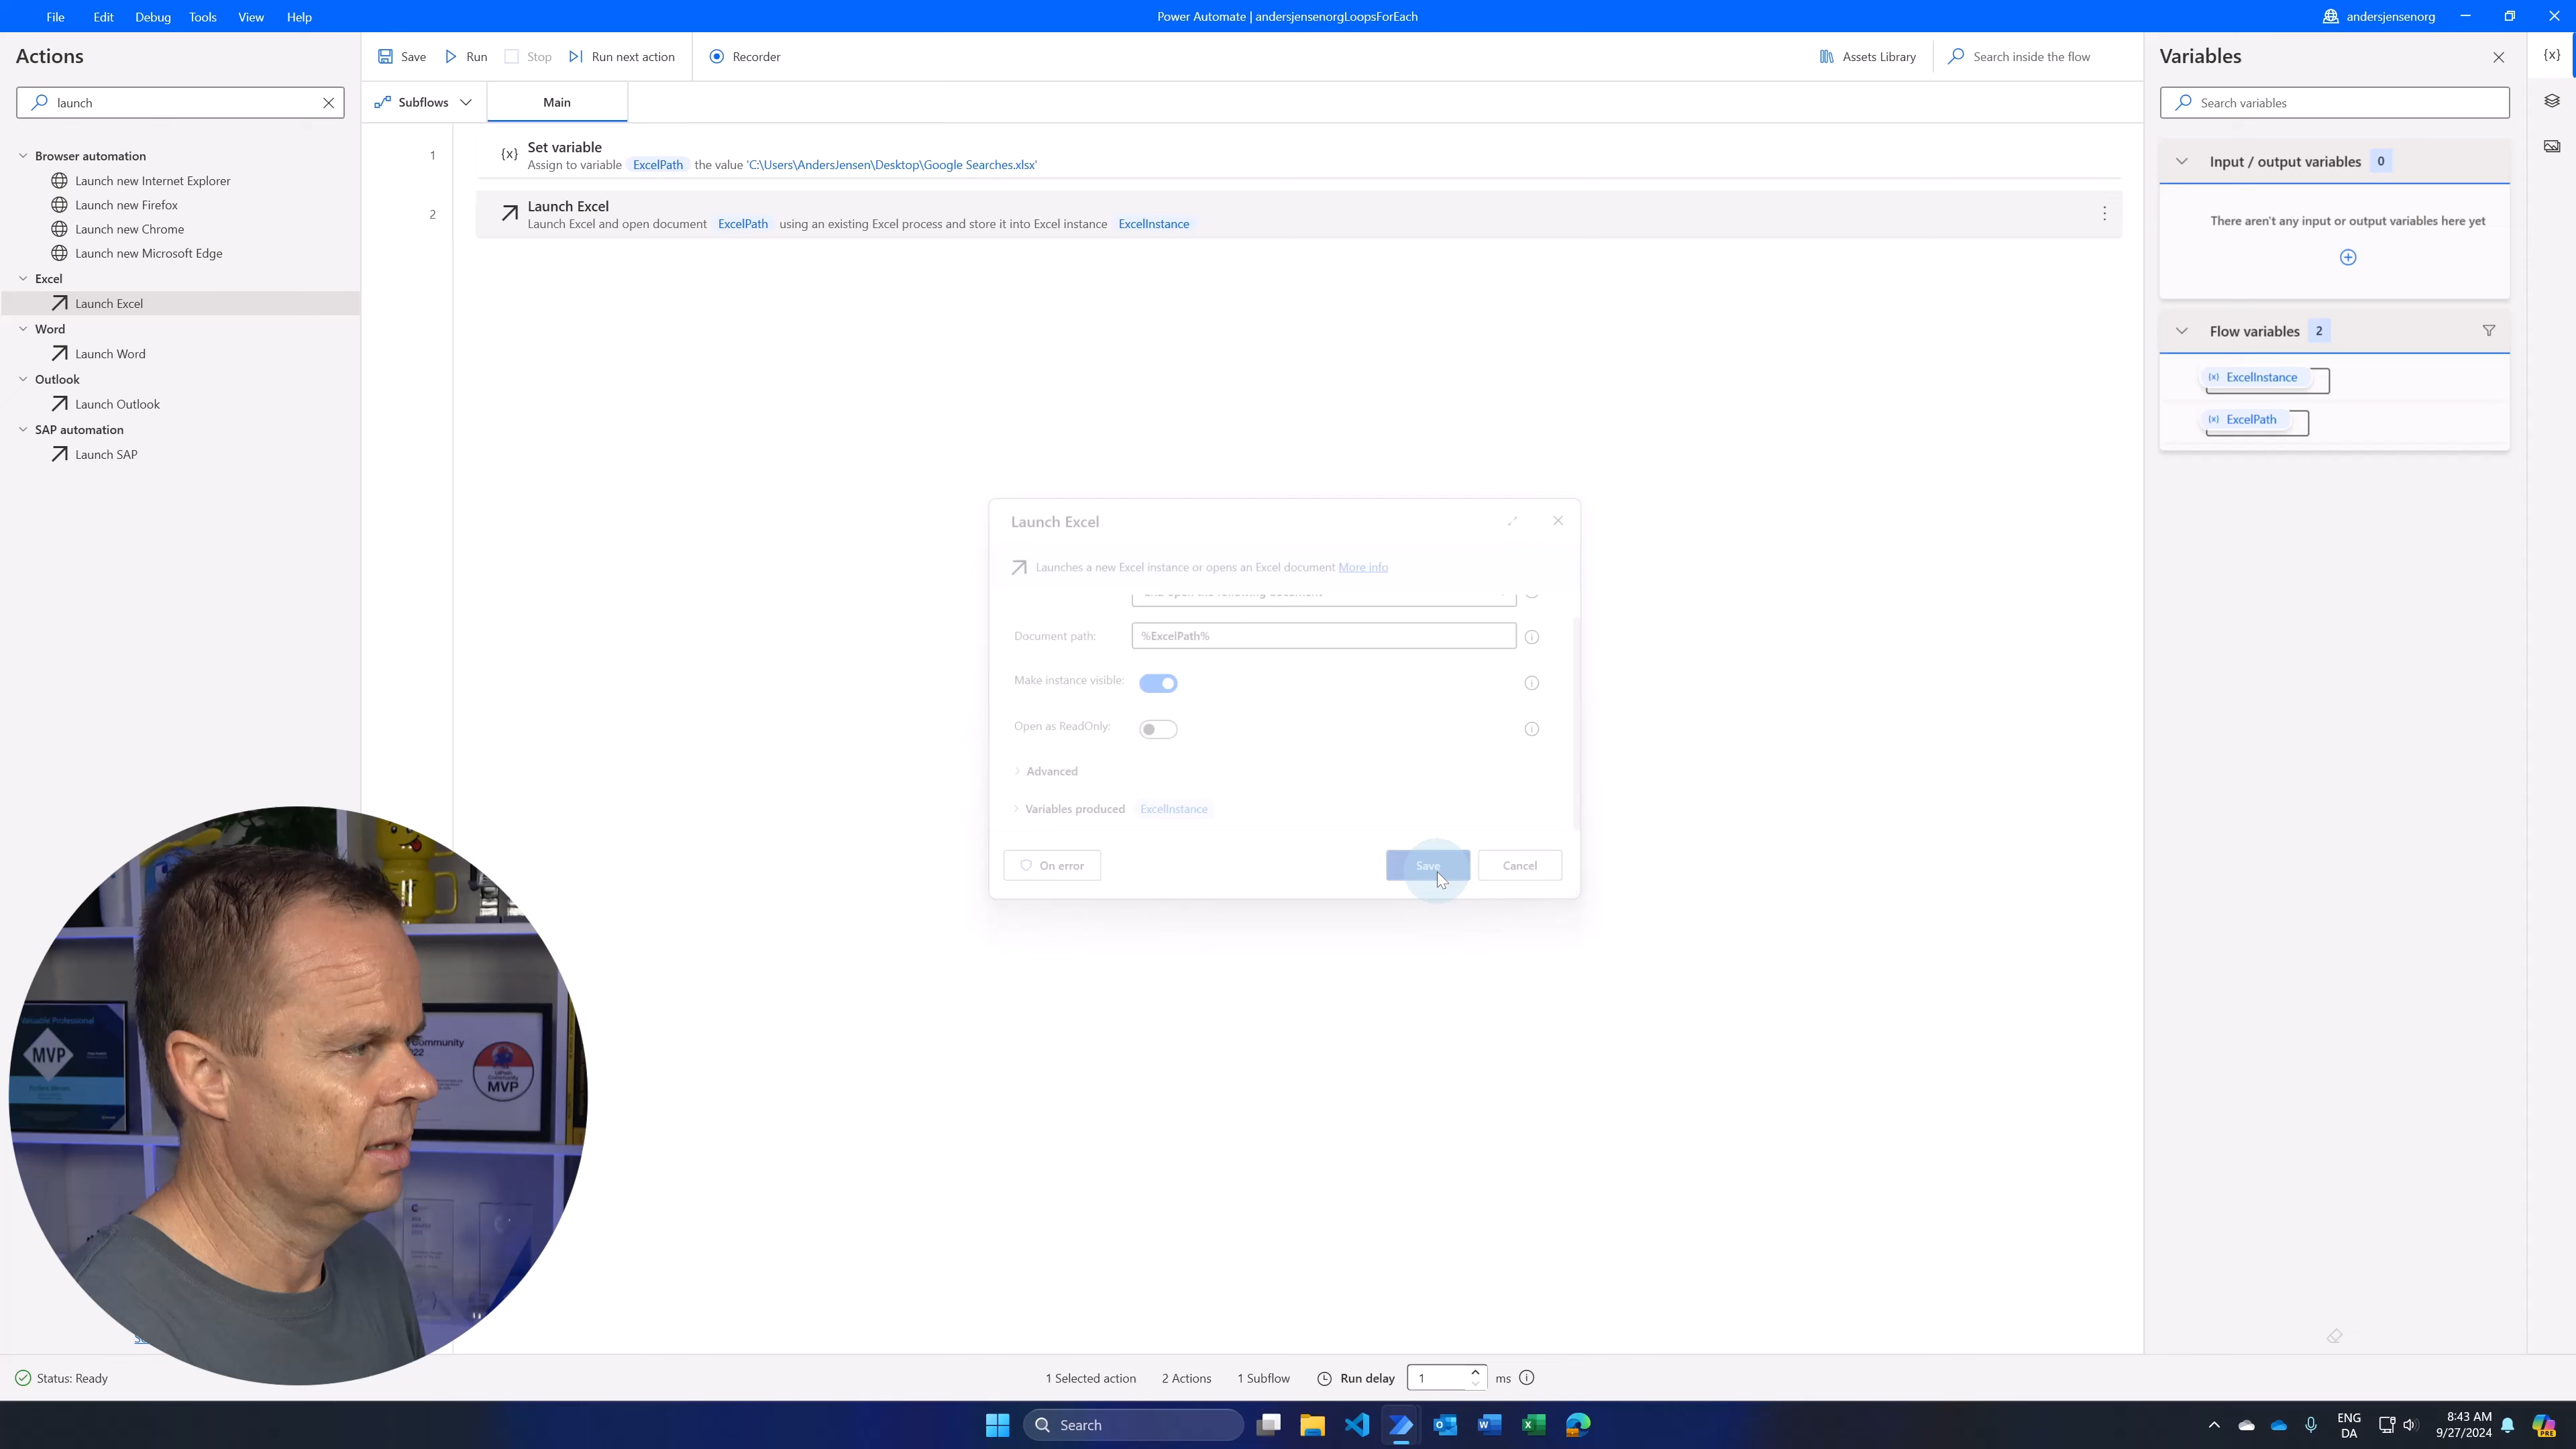 File Edit Debug Tools View Help
Power Automate | andersjensenorgLoopsForEach
andersjensenorg
Actions
launch
Browser automation
Launch new Internet Explorer
Launch new Firefox
Launch new Chrome
Launch new Microsoft Edge
Excel
Launch Excel
Word
Launch Word
Outlook
Launch Outlook
SAP automation
Launch SAP
Save Run Stop Run next action Recorder
Assets Library
Search inside the flow
Subflows
Main
1
{x}
Set variable
Assign to variable ExcelPath the value 'C:\Users\AndersJensen\Desktop\Google Searches.xlsx'
2
Launch Excel
Launch Excel and open document ExcelPath using an existing Excel process and store it into Excel instance ExcelInstance
Launch Excel
Launches a new Excel instance or opens an Excel document More info
Document path: %ExcelPath%
Make instance visible:
Open as ReadOnly:
Advanced
Variables produced ExcelInstance
On error
Save
Cancel
Variables
{x}
Search variables
Input / output variables 0
There aren't any input or output variables here yet
Flow variables 2
{x} ExcelInstance
{x} ExcelPath
MVP
Community
MVP
Status: Ready
1 Selected action 2 Actions 1 Subflow Run delay 1 ms
Search
ENG
DA
8:43 AM
9/27/2024
PRE